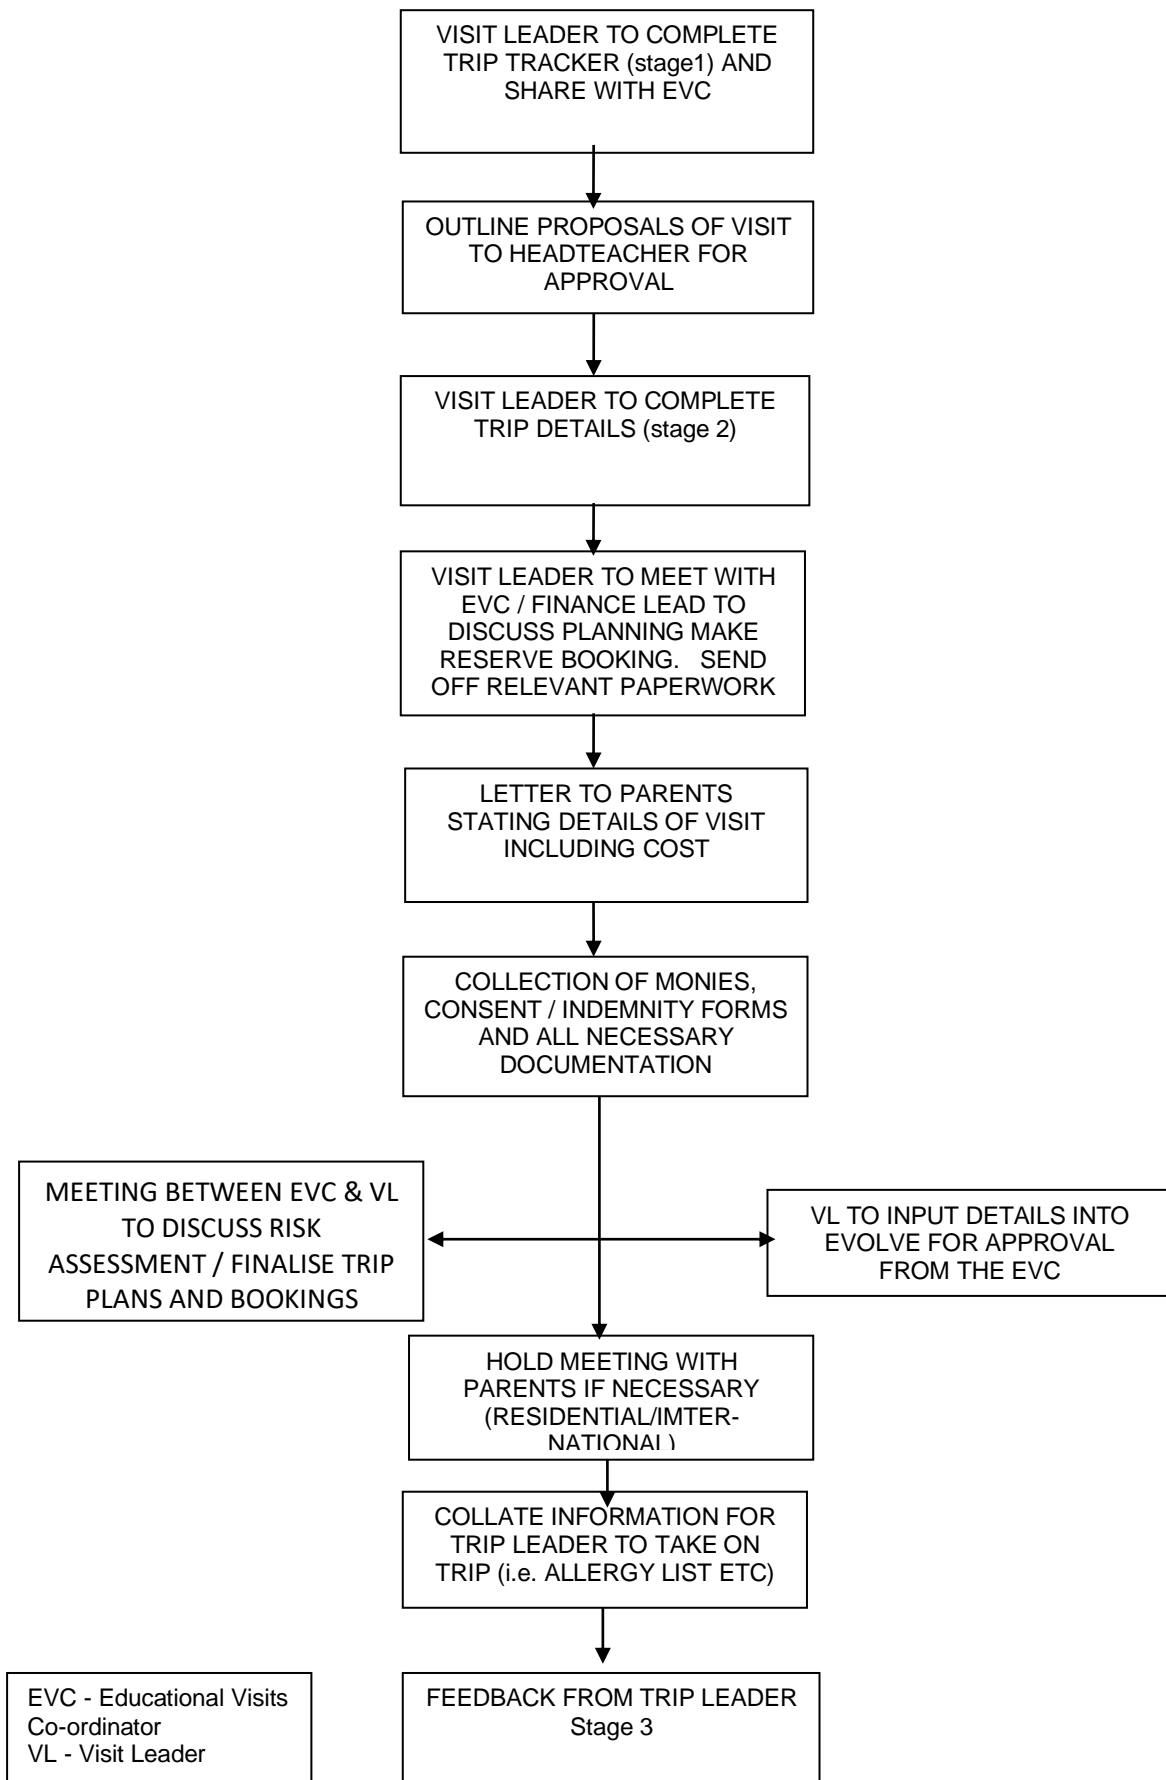 VISIT LEADER TO COMPLETE
TRIP TRACKER (stage1) AND
SHARE WITH EVC
OUTLINE PROPOSALS OF VISIT
TO HEADTEACHER FOR
APPROVAL
VISIT LEADER TO COMPLETE
TRIP DETAILS (stage 2)
VISIT LEADER TO MEET WITH
EVC / FINANCE LEAD TO
DISCUSS PLANNING MAKE
RESERVE BOOKING. SEND
OFF RELEVANT PAPERWORK
LETTER TO PARENTS
STATING DETAILS OF VISIT
INCLUDING COST
COLLECTION OF MONIES,
CONSENT / INDEMNITY FORMS
AND ALL NECESSARY
DOCUMENTATION
MEETING BETWEEN EVC & VL
TO DISCUSS RISK
ASSESSMENT / FINALISE TRIP
PLANS AND BOOKINGS
VL TO INPUT DETAILS INTO
EVOLVE FOR APPROVAL
FROM THE EVC
HOLD MEETING WITH
PARENTS IF NECESSARY
(RESIDENTIAL/IMTER-
NATIONAL)
COLLATE INFORMATION FOR
TRIP LEADER TO TAKE ON
TRIP (i.e. ALLERGY LIST ETC)
EVC - Educational Visits
Co-ordinator
VL - Visit Leader
FEEDBACK FROM TRIP LEADER
Stage 3